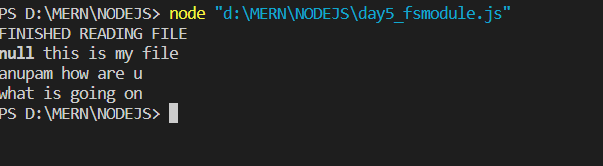 PS D:\MERN\NODEJS> node "d:\MERN\NODEJS\day5_fsmodule.js"
FINISHED READING FILE
null this is my file
anupam how are u
what is going on
PS D:\MERN\NODEJS>